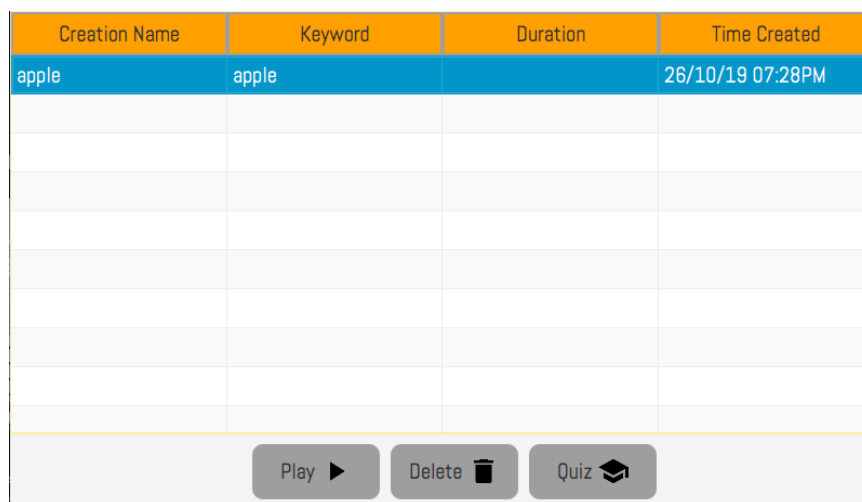 Creation Name Keyword Duration Time Created
apple apple 26/10/19 07:28PM
Play Delete Quiz